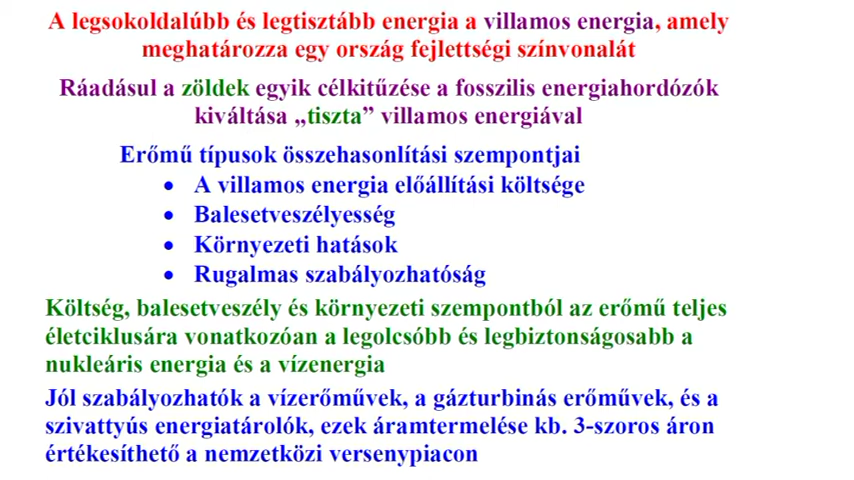 A legsokoldalúbb és legtisztább energia a villamos energia, amely
meghatározza egy ország fejlettségi színvonalát
Ráadásul a zöldek egyik célkitűzése a fosszilis energiahordózók
kiváltása „tiszta” villamos energiával
Erőmű típusok összehasonlítási szempontjai
• A villamos energia előállítási költsége
• Balesetveszélyesség
• Környezeti hatások
• Rugalmas szabályozhatóság
Költség, balesetveszély és környezeti szempontból az erőmű teljes
életciklusára vonatkozóan a legolcsóbb és legbiztonságosabb a
nukleáris energia és a vízenergia
Jól szabályozhatók a vízerőművek, a gázturbinás erőművek, és a
szivattyús energiatárolók, ezek áramtermelése kb. 3-szoros áron
értékesíthető a nemzetközi versenypiacon